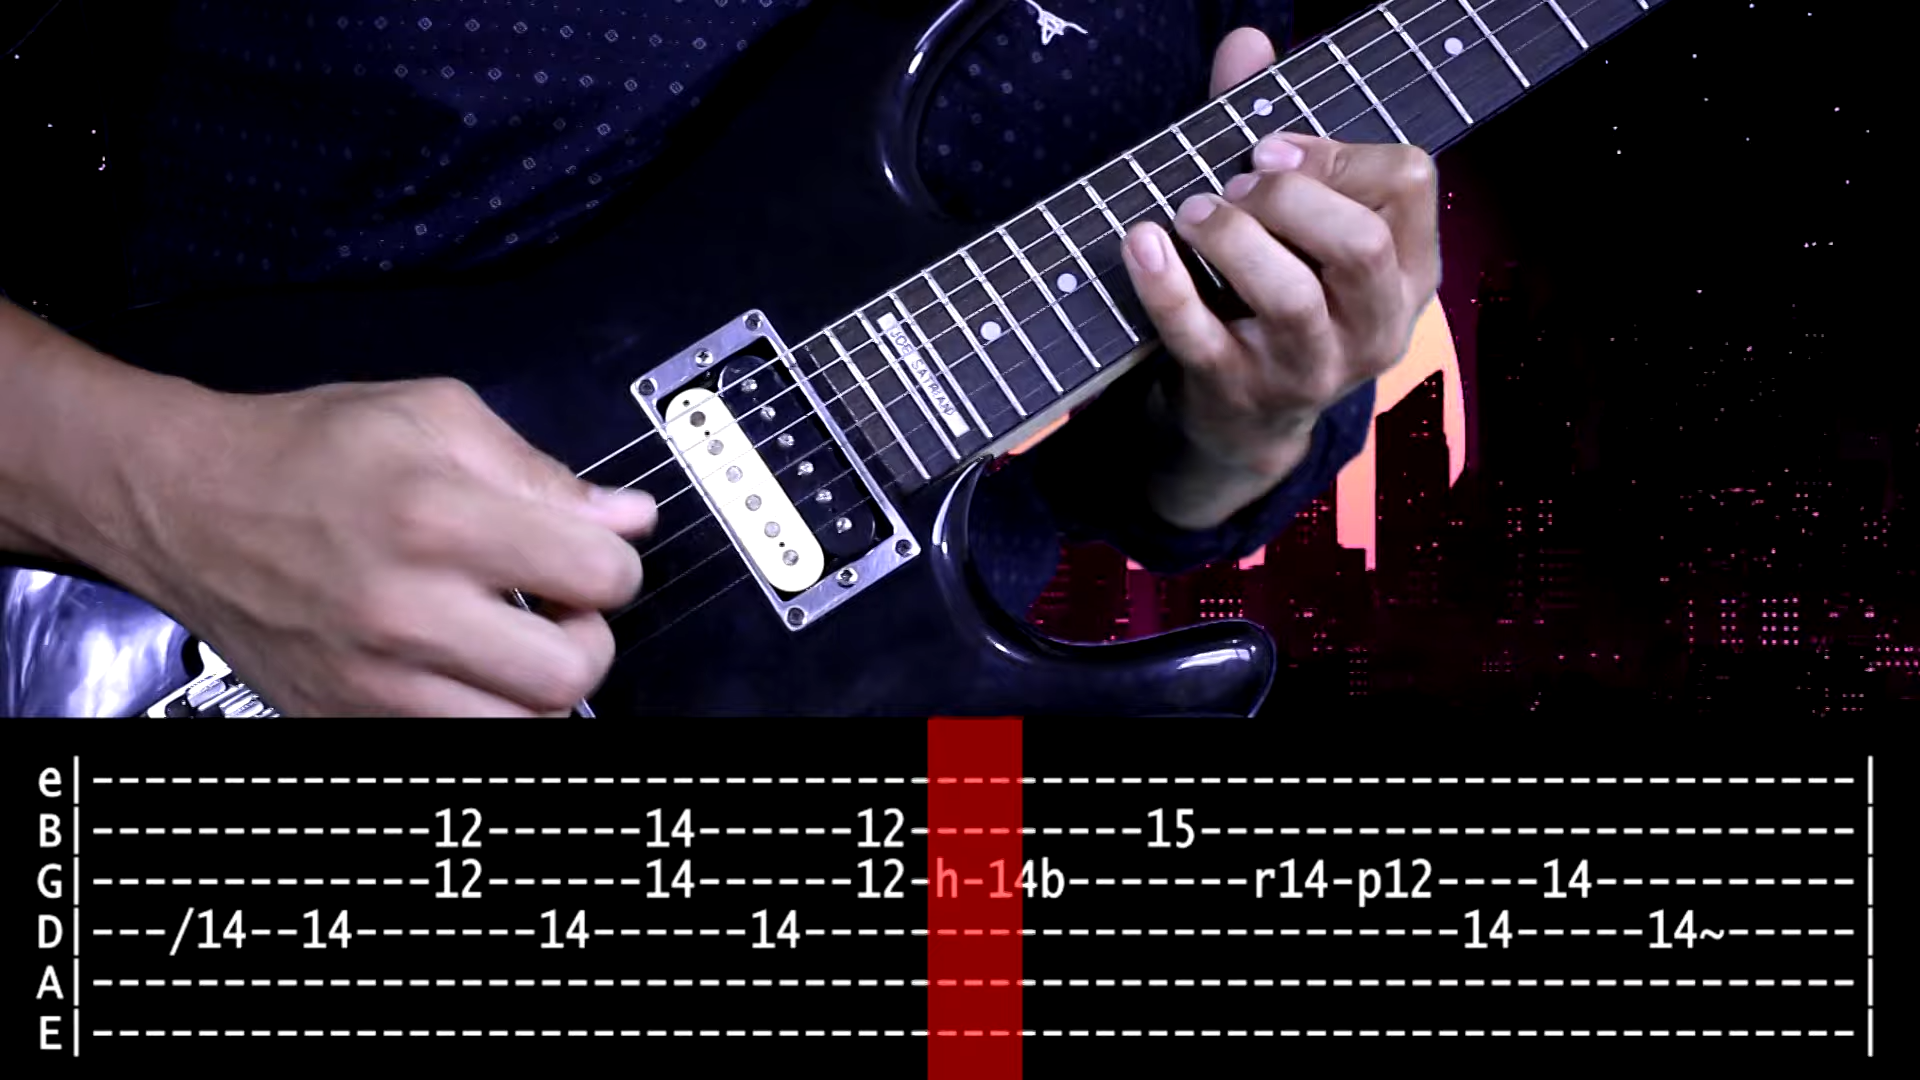 JOE SATRIANI
e|-------------------------------------------------------------------|
B|-------------12------14------12---------15-------------------------|
G|-------------12------14------12-h-14b-------r14-p12----14----------|
D|---/14--14-------14------14-------------------------14-----14~-----|
A|-------------------------------------------------------------------|
E|-------------------------------------------------------------------|